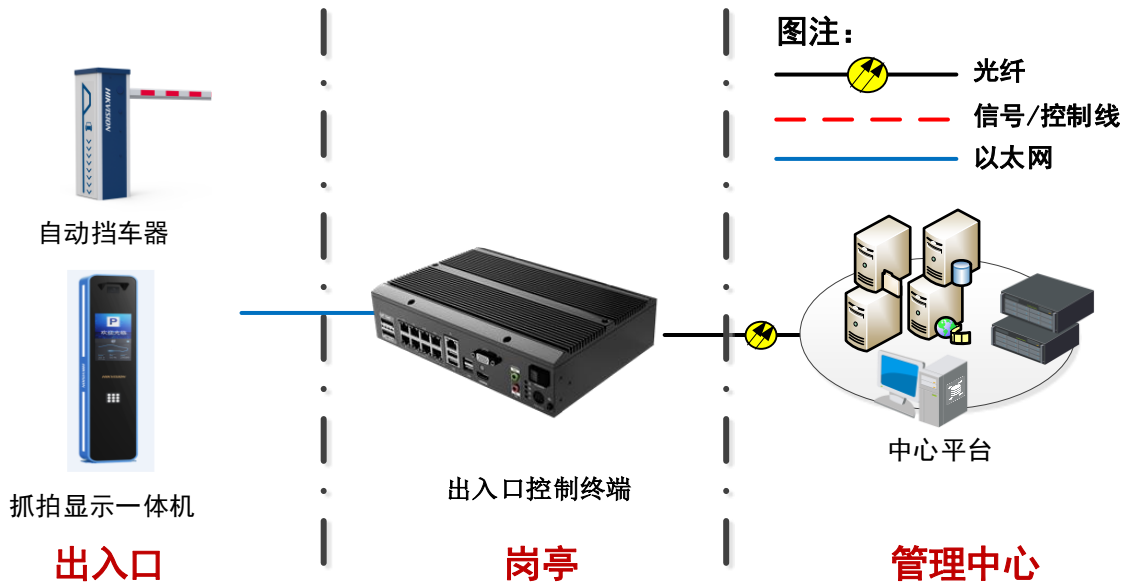 图注：
光纤
信号/控制线
以太网
HIKVISION
自动挡车器
P
抓拍显示一体机
出入口控制终端
中心平台
出入口
岗亭
管理中心